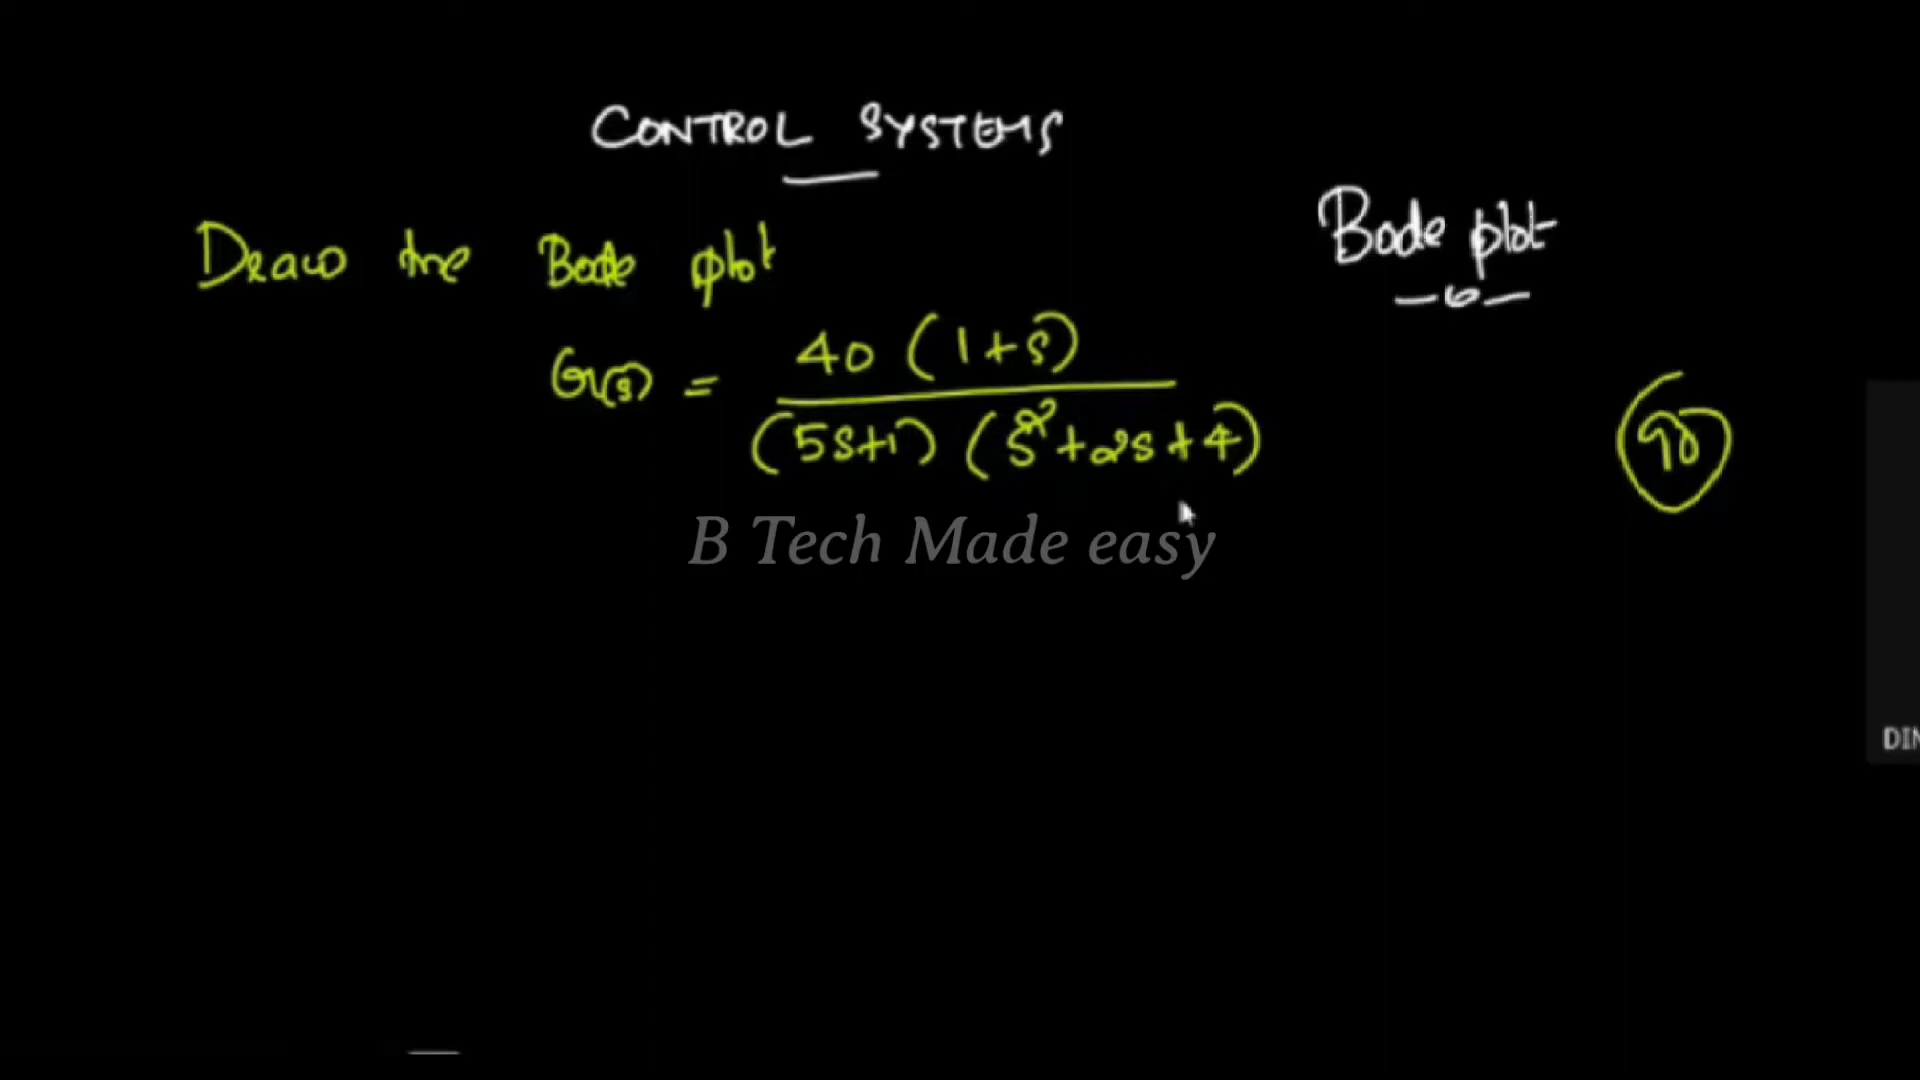 CONTROL SYSTEMS
Bode plot
Draw the Bode plot
G(s) = 40 (1+s) / (5s+1) (s²+2s+4)
90
B Tech Made easy
DIN